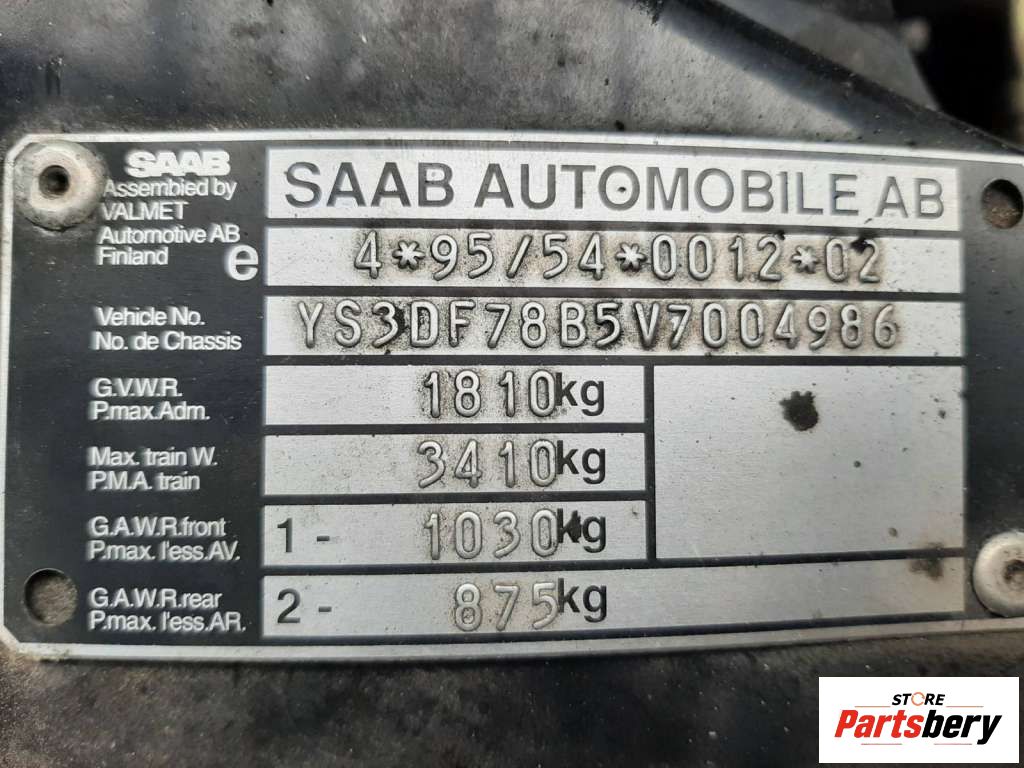 SAAB
Assembied by
VALMET
Automotive AB
Finland
SAAB AUTOMOBILE AB
e 4*95/54*0012*02
Vehicle No.
No. de Chassis
YS3DF78B5V7004986
G.V.W.R.
P.max.Adm.
1810kg
Max. train W.
P.M.A. train
3410kg
G.A.W.R.front
P.max. l'ess.AV.
1- 1030kg
G.A.W.R.rear
P.max. l'ess.AR.
2- 875kg
STORE
Partsbery